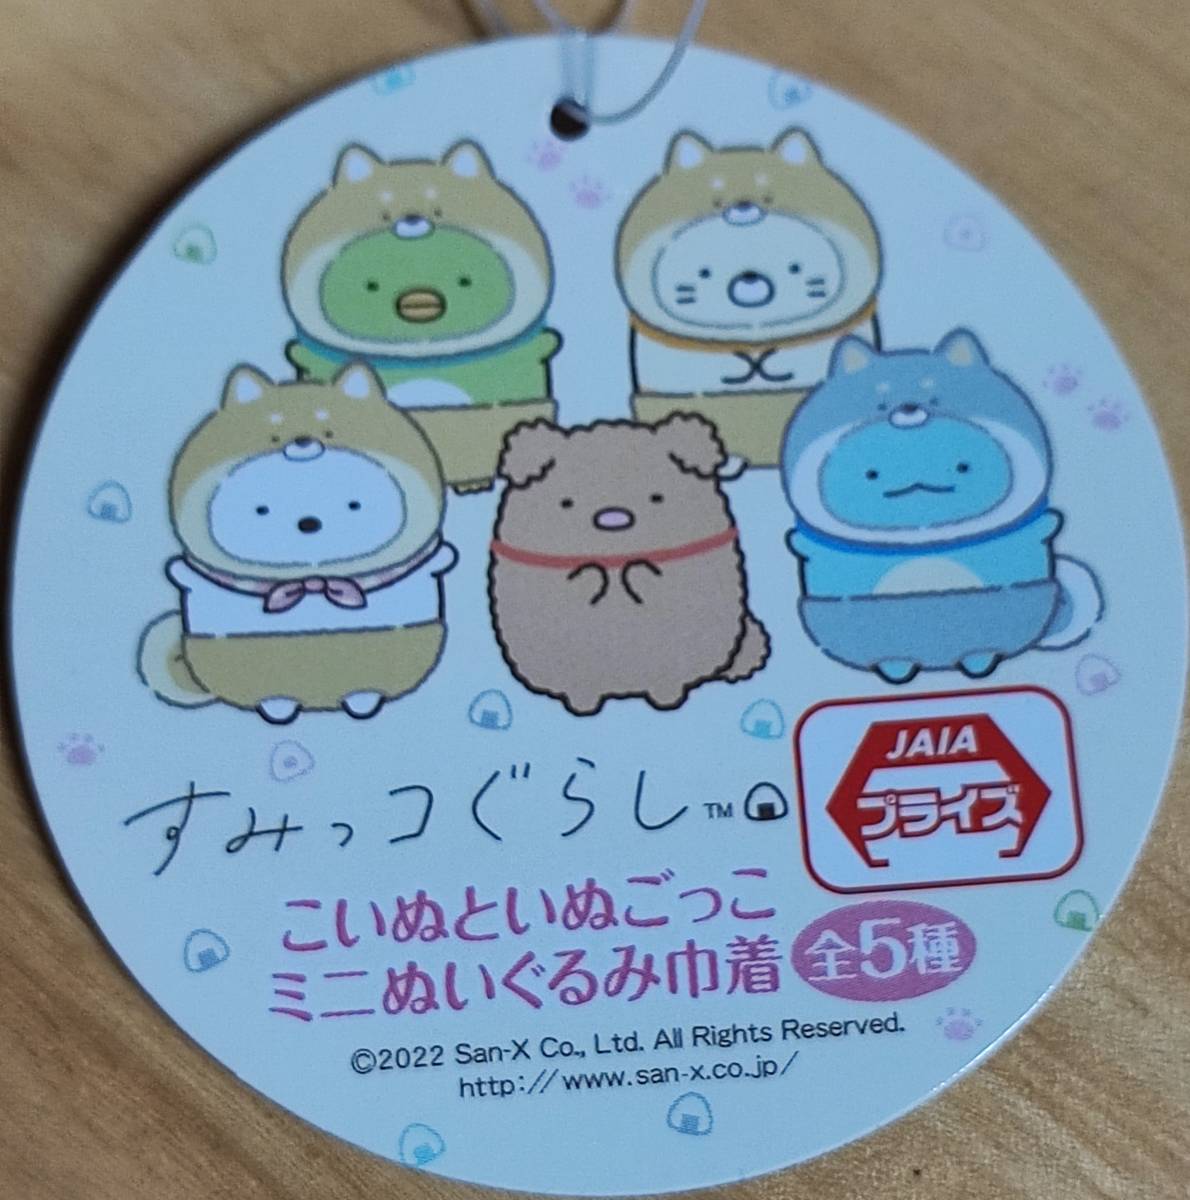 JAIA
プライズ
すみっコぐらし™
こいぬといぬごっこ
ミニぬいぐるみ巾着 全5種
©2022 San-X Co., Ltd. All Rights Reserved.
http://www.san-x.co.jp/